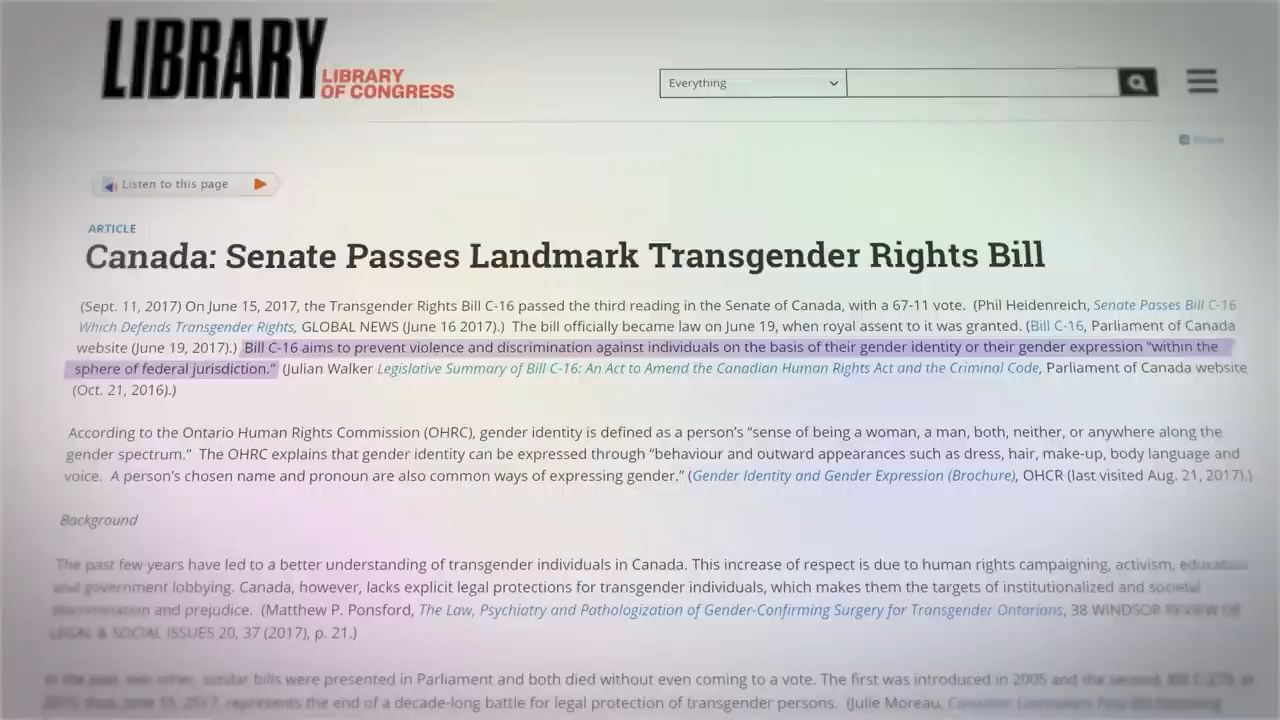 LIBRARY
LIBRARY
OF CONGRESS
Everything
Share
Listen to this page
ARTICLE
Canada: Senate Passes Landmark Transgender Rights Bill
(Sept. 11, 2017) On June 15, 2017, the Transgender Rights Bill C-16 passed the third reading in the Senate of Canada, with a 67-11 vote. (Phil Heidenreich, Senate Passes Bill C-16
Which Defends Transgender Rights, GLOBAL NEWS (June 16 2017).) The bill officially became law on June 19, when royal assent to it was granted. (Bill C-16, Parliament of Canada
website (June 19, 2017).) Bill C-16 aims to prevent violence and discrimination against individuals on the basis of their gender identity or their gender expression “within the
sphere of federal jurisdiction.” (Julian Walker Legislative Summary of Bill C-16: An Act to Amend the Canadian Human Rights Act and the Criminal Code, Parliament of Canada website
(Oct. 21, 2016).)
According to the Ontario Human Rights Commission (OHRC), gender identity is defined as a person’s “sense of being a woman, a man, both, neither, or anywhere along the
gender spectrum.” The OHRC explains that gender identity can be expressed through “behaviour and outward appearances such as dress, hair, make-up, body language and
voice. A person’s chosen name and pronoun are also common ways of expressing gender.” (Gender Identity and Gender Expression (Brochure), OHCR (last visited Aug. 21, 2017).)
Background
The past few years have led to a better understanding of transgender individuals in Canada. This increase of respect is due to human rights campaigning, activism, education
and government lobbying. Canada, however, lacks explicit legal protections for transgender individuals, which makes them the targets of institutionalized and societal
discrimination and prejudice. (Matthew P. Ponsford, The Law, Psychiatry and Pathologization of Gender-Confirming Surgery for Transgender Ontarians, 38 WINDSOR REVIEW OF
LEGAL & SOCIAL ISSUES 20, 37 (2017), p. 21.)
In the past, two other, similar bills were presented in Parliament and both died without even coming to a vote. The first was introduced in 2005 and the second, Bill
June 15, 2017, represents the end of a decade-long battle for legal protection of transgender persons. (Julie Moreau,